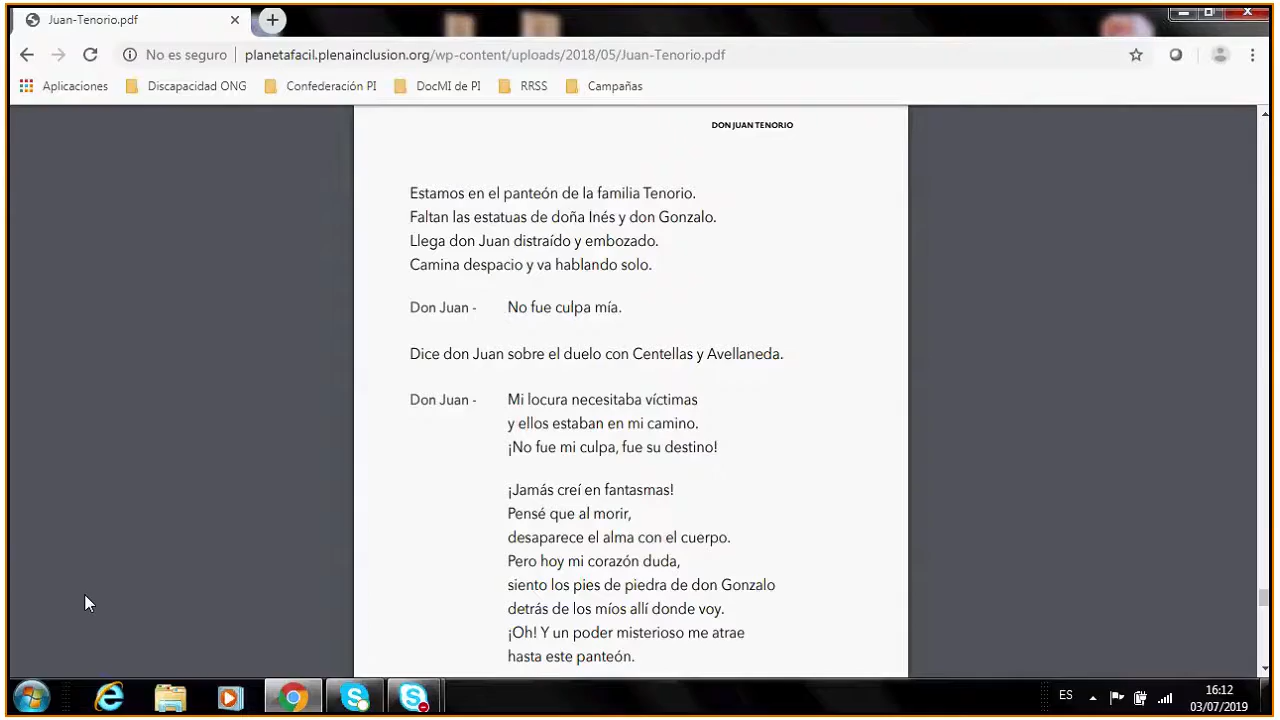 Juan-Tenorio.pdf
No es seguro
planetafacil.plenainclusion.org/wp-content/uploads/2018/05/Juan-Tenorio.pdf
Aplicaciones
Discapacidad ONG
Confederación PI
DocMI de PI
RRSS
Campañas
DON JUAN TENORIO
Estamos en el panteón de la familia Tenorio.
Faltan las estatuas de doña Inés y don Gonzalo.
Llega don Juan distraído y embozado.
Camina despacio y va hablando solo.
Don Juan - No fue culpa mía.
Dice don Juan sobre el duelo con Centellas y Avellaneda.
Don Juan - Mi locura necesitaba víctimas
y ellos estaban en mi camino.
¡No fue mi culpa, fue su destino!
¡Jamás creí en fantasmas!
Pensé que al morir,
desaparece el alma con el cuerpo.
Pero hoy mi corazón duda,
siento los pies de piedra de don Gonzalo
detrás de los míos allí donde voy.
¡Oh! Y un poder misterioso me atrae
hasta este panteón.
ES
16:12
03/07/2019